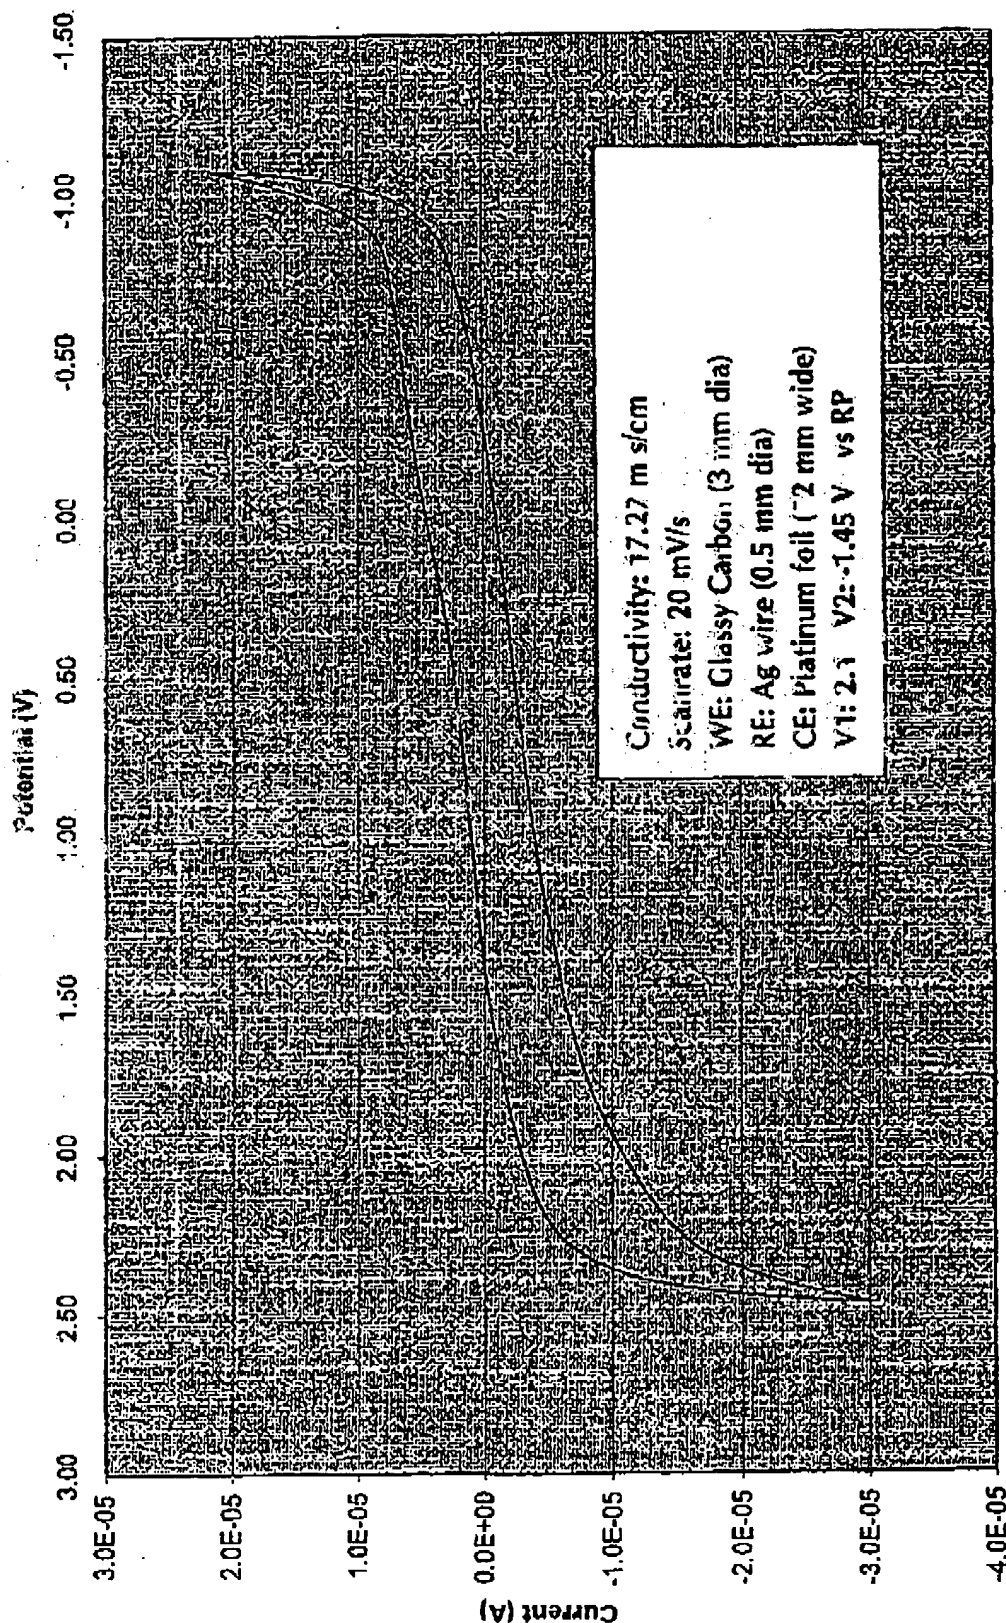 Potential (V)
3.00 2.50 2.00 1.50 1.00 0.50 0.00 -0.50 -1.00 -1.50
3.0E-05
2.0E-05
1.0E-05
0.0E+00
-1.0E-05
-2.0E-05
-3.0E-05
-4.0E-05
Current (A)
Conductivity: 17.27 m s/cm
Scanrate: 20 mV/s
WE: Glassy Carbon (3 mm dia)
RE: Ag wire (0.5 mm dia)
CE: Platinum foil (~2 mm wide)
V1: 2.1 V2: -1.45 V vs RP